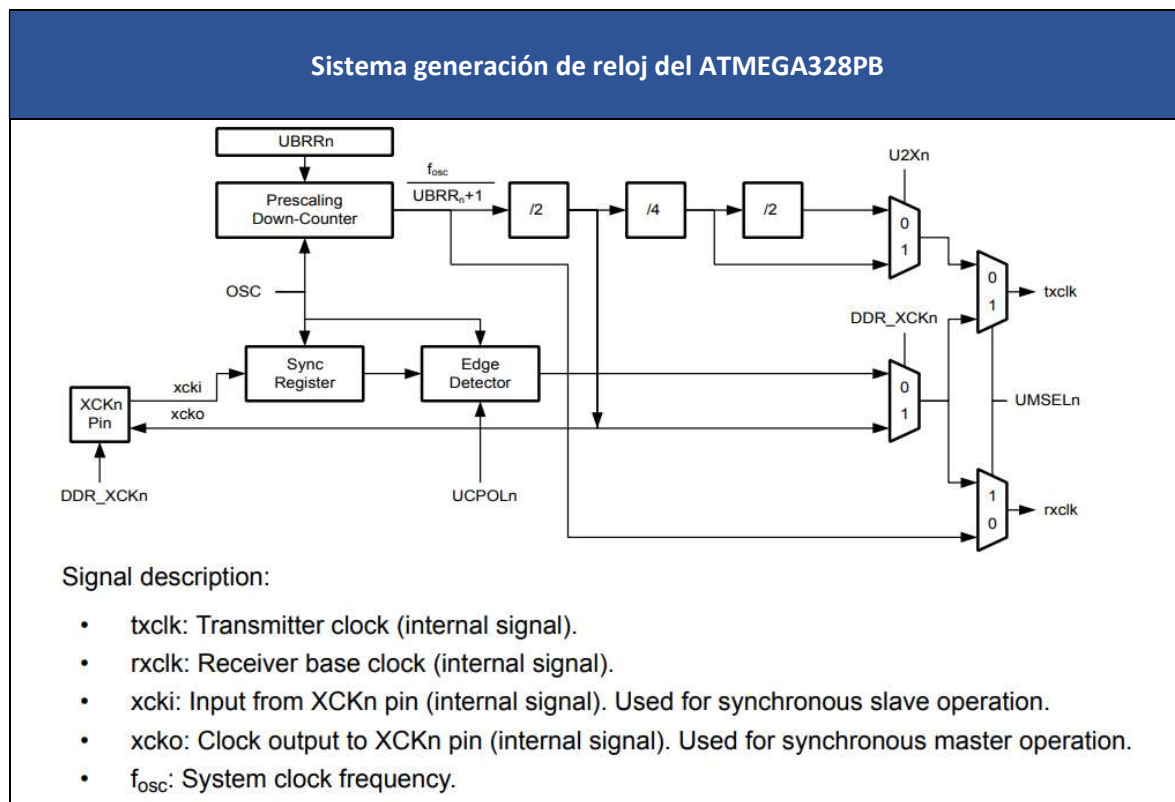 Sistema generación de reloj del ATMEGA328PB
UBRRn
U2Xn
fosc
UBRRn+1
Prescaling
Down-Counter
/2
/4
/2
0
1
OSC
0
1
txclk
DDR_XCKn
Sync
Register
Edge
Detector
xcki
XCKn
Pin
xcko
0
1
UMSELn
DDR_XCKn
UCPOLn
1
0
rxclk
Signal description:
• txclk: Transmitter clock (internal signal).
• rxclk: Receiver base clock (internal signal).
• xcki: Input from XCKn pin (internal signal). Used for synchronous slave operation.
• xcko: Clock output to XCKn pin (internal signal). Used for synchronous master operation.
• fosc: System clock frequency.